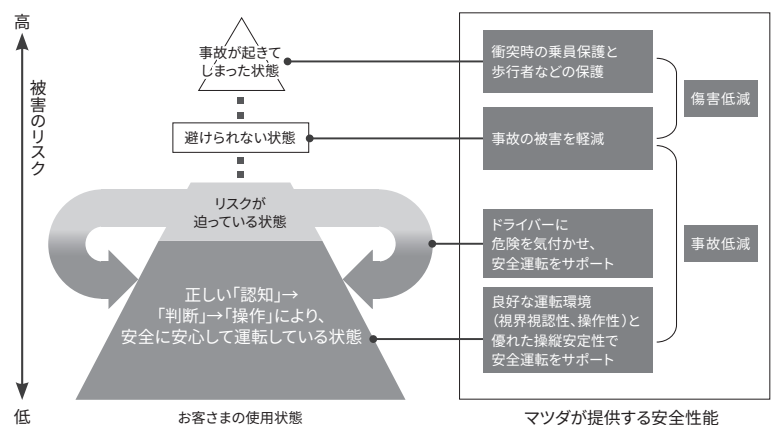 高
被害のリスク
低
事故が起きて
しまった状態
避けられない状態
リスクが
迫っている状態
正しい「認知」→
「判断」→「操作」により、
安全に安心して運転している状態
お客さまの使用状態
衝突時の乗員保護と
歩行者などの保護
事故の被害を軽減
ドライバーに
危険を気付かせ、
安全運転をサポート
良好な運転環境
(視界視認性、操作性)と
優れた操縦安定性で
安全運転をサポート
傷害低減
事故低減
マツダが提供する安全性能